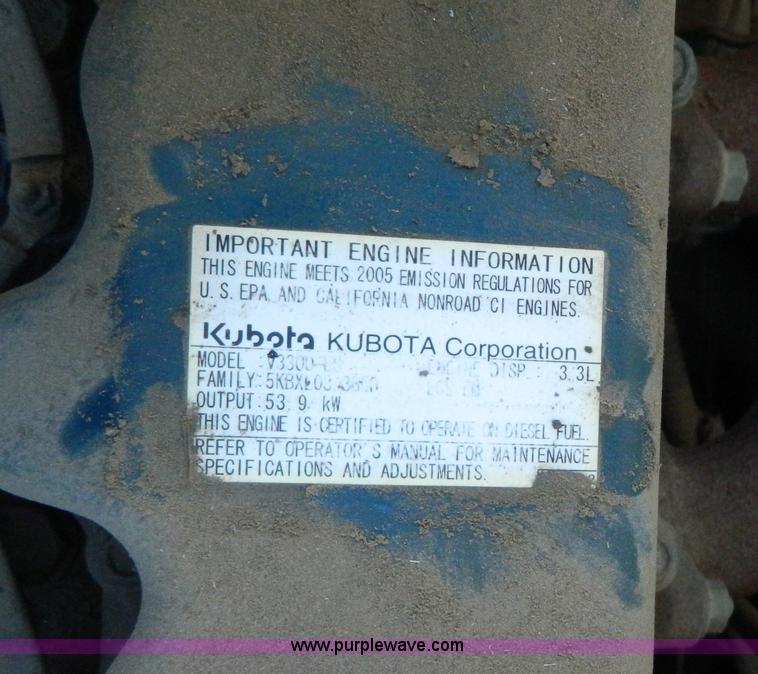 IMPORTANT ENGINE INFORMATION
THIS ENGINE MEETS 2005 EMISSION REGULATIONS FOR
U.S. EPA AND CALIFORNIA NONROAD CI ENGINES.
Kubota KUBOTA Corporation
MODEL : DISP.: 3.3L
FAMILY:
OUTPUT:53.9 kW
THIS ENGINE IS CERTIFIED TO OPERATE ON DIESEL FUEL.
REFER TO OPERATOR'S MANUAL FOR MAINTENANCE
SPECIFICATIONS AND ADJUSTMENTS.
www.purplewave.com